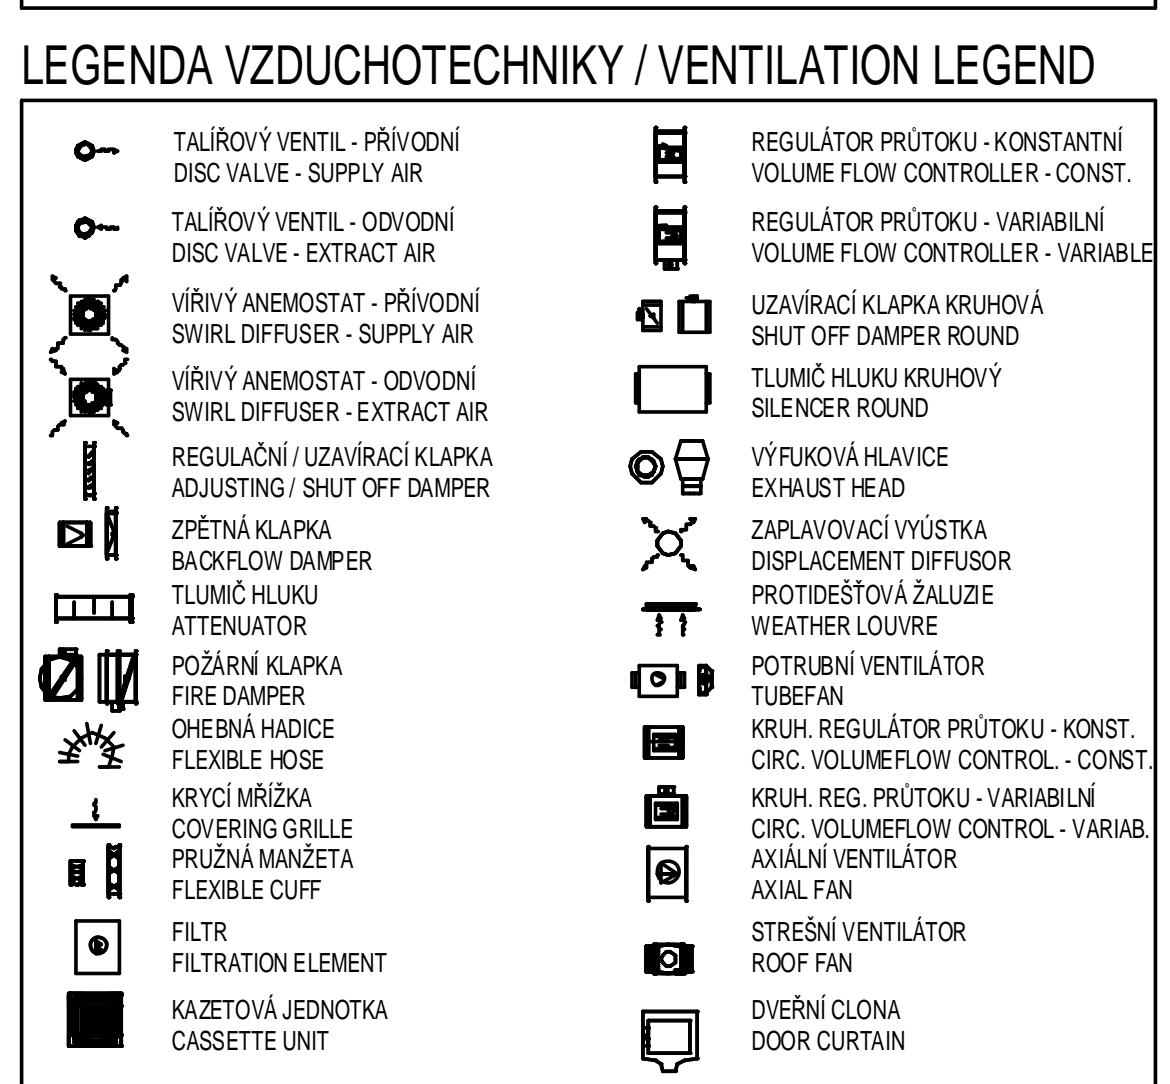 LEGENDA VZDUCHOTECHNIKY / VENTILATION LEGEND
TALÍŘOVÝ VENTIL - PŘÍVODNÍ
DISC VALVE - SUPPLY AIR
TALÍŘOVÝ VENTIL - ODVODNÍ
DISC VALVE - EXTRACT AIR
VÍŘIVÝ ANEMOSTAT - PŘÍVODNÍ
SWIRL DIFFUSER - SUPPLY AIR
VÍŘIVÝ ANEMOSTAT - ODVODNÍ
SWIRL DIFFUSER - EXTRACT AIR
REGULAČNÍ / UZAVÍRACÍ KLAPKA
ADJUSTING / SHUT OFF DAMPER
ZPĚTNÁ KLAPKA
BACKFLOW DAMPER
TLUMIČ HLUKU
ATTENUATOR
POŽÁRNÍ KLAPKA
FIRE DAMPER
OHEBNÁ HADICE
FLEXIBLE HOSE
KRYCÍ MŘÍŽKA
COVERING GRILLE
PRUŽNÁ MANŽETA
FLEXIBLE CUFF
FILTR
FILTRATION ELEMENT
KAZETOVÁ JEDNOTKA
CASSETTE UNIT
REGULÁTOR PRŮTOKU - KONSTANTNÍ
VOLUME FLOW CONTROLLER - CONST.
REGULÁTOR PRŮTOKU - VARIABILNÍ
VOLUME FLOW CONTROLLER - VARIABLE
UZAVÍRACÍ KLAPKA KRUHOVÁ
SHUT OFF DAMPER ROUND
TLUMIČ HLUKU KRUHOVÝ
SILENCER ROUND
VÝFUKOVÁ HLAVICE
EXHAUST HEAD
ZAPLAVOVACÍ VYÚSTKA
DISPLACEMENT DIFFUSOR
PROTIDEŠŤOVÁ ŽALUZIE
WEATHER LOUVRE
POTRUBNÍ VENTILÁTOR
TUBEFAN
KRUH. REGULÁTOR PRŮTOKU - KONST.
CIRC. VOLUMEFLOW CONTROL. - CONST.
KRUH. REG. PRŮTOKU - VARIABILNÍ
CIRC. VOLUMEFLOW CONTROL - VARIAB.
AXIÁLNÍ VENTILÁTOR
AXIAL FAN
STREŠNÍ VENTILÁTOR
ROOF FAN
DVEŘNÍ CLONA
DOOR CURTAIN